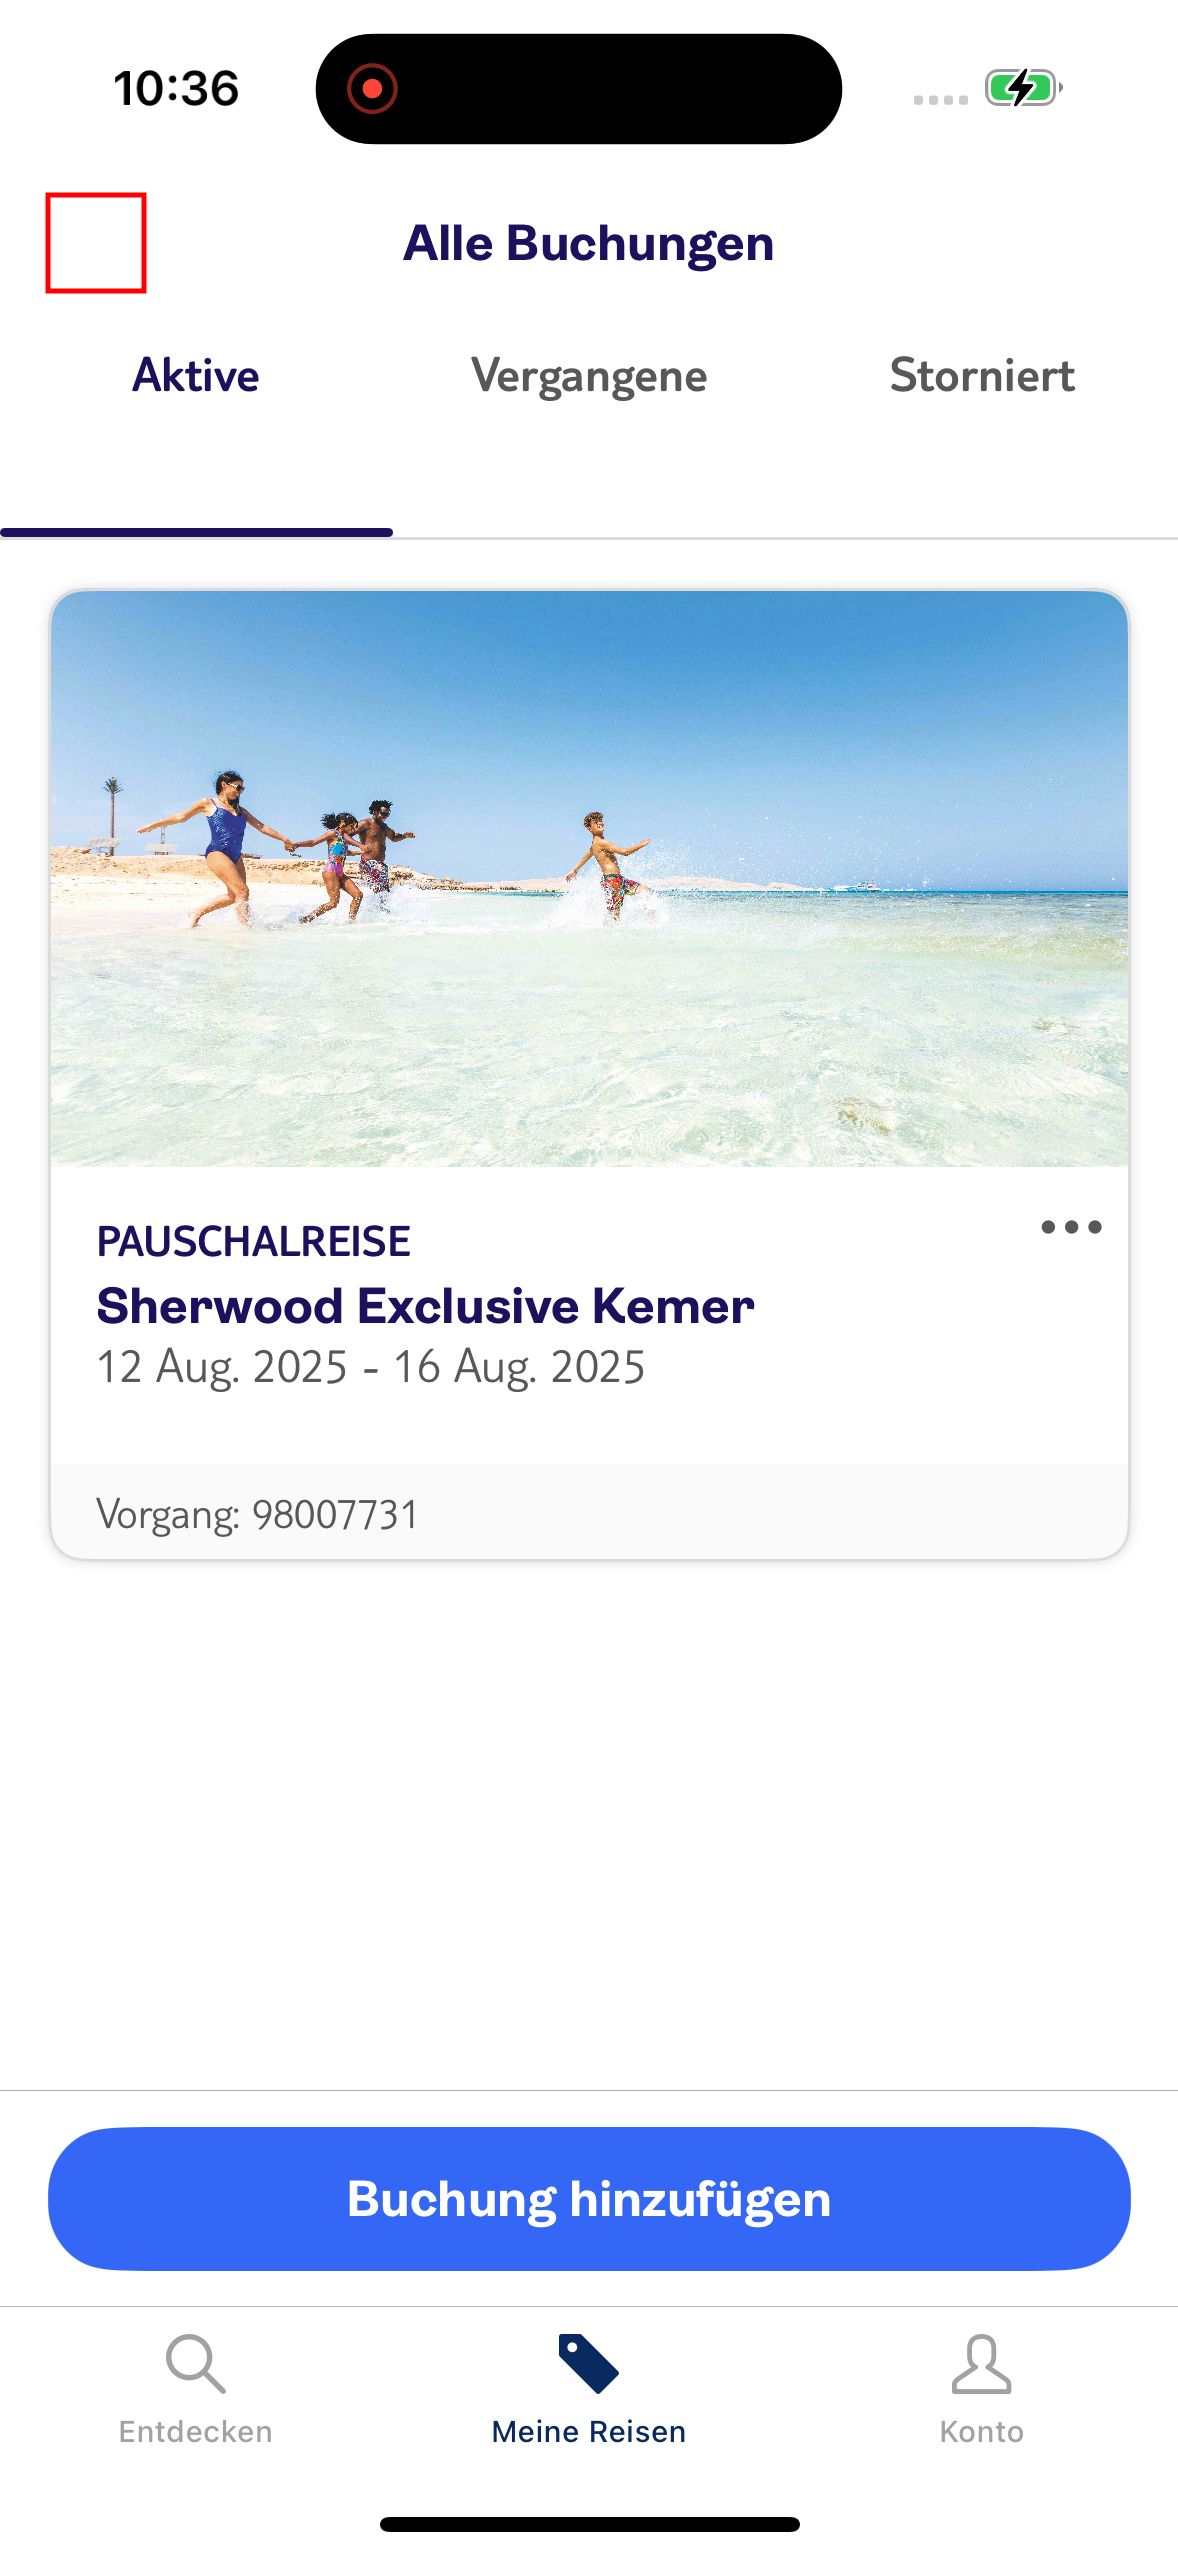 10:36
Alle Buchungen
Aktive
Vergangene
Storniert
PAUSCHALREISE
Sherwood Exclusive Kemer
12 Aug. 2025 - 16 Aug. 2025
Vorgang: 98007731
Buchung hinzufügen
Entdecken
Meine Reisen
Konto